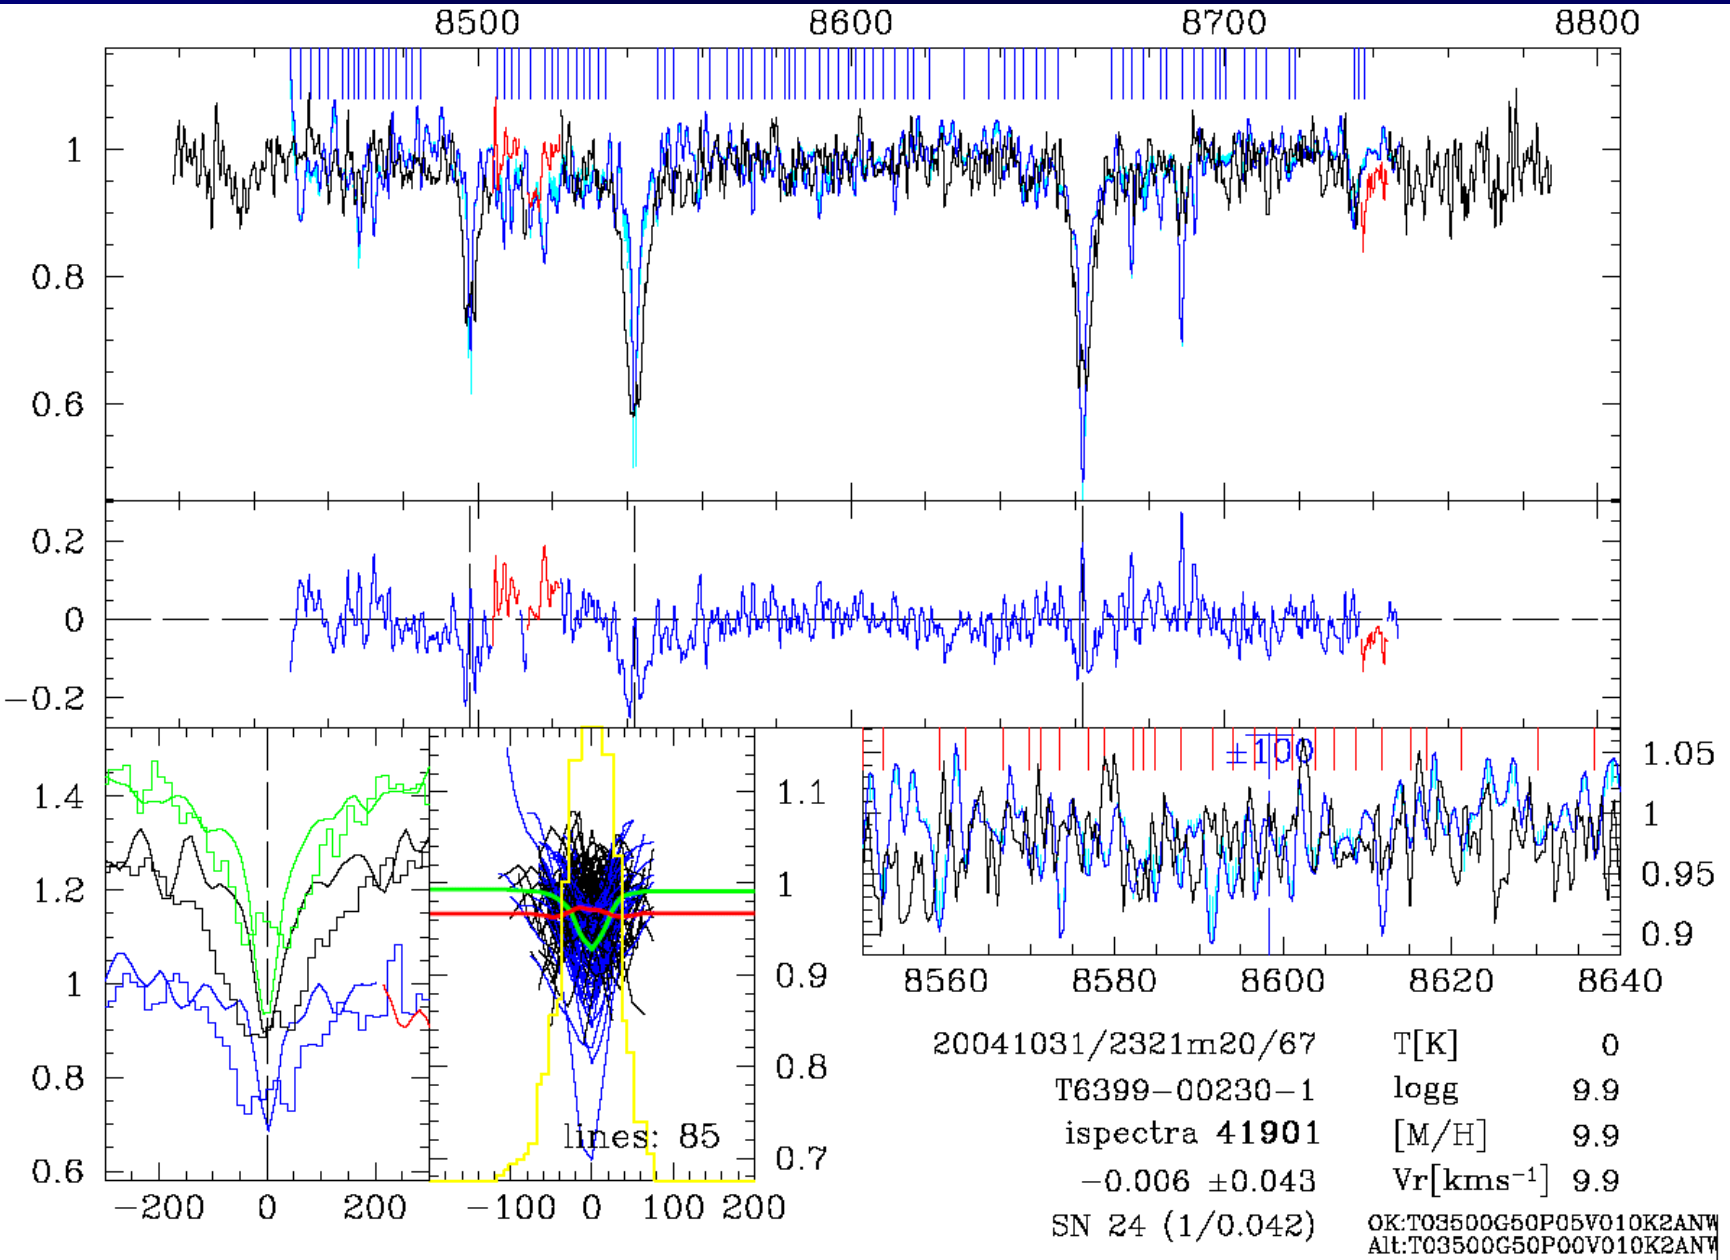 8500 8600 8700 8800
1
0.8
0.6
0.2
0
−0.2
1.4
1.2
1
0.8
0.6
−200 0 200
1.1
1
0.9
0.8
0.7
lines: 85
−100 0 100 200
±100
1.05
1
0.95
0.9
8560 8580 8600 8620 8640
20041031/2321m20/67 T[K] 0
T6399−00230−1 logg 9.9
ispectra 41901 [M/H] 9.9
−0.006 ±0.043 Vr[kms⁻¹] 9.9
SN 24 (1/0.042) OK:T03500G50P05V010K2ANW
Alt:T03500G50P00V010K2ANW